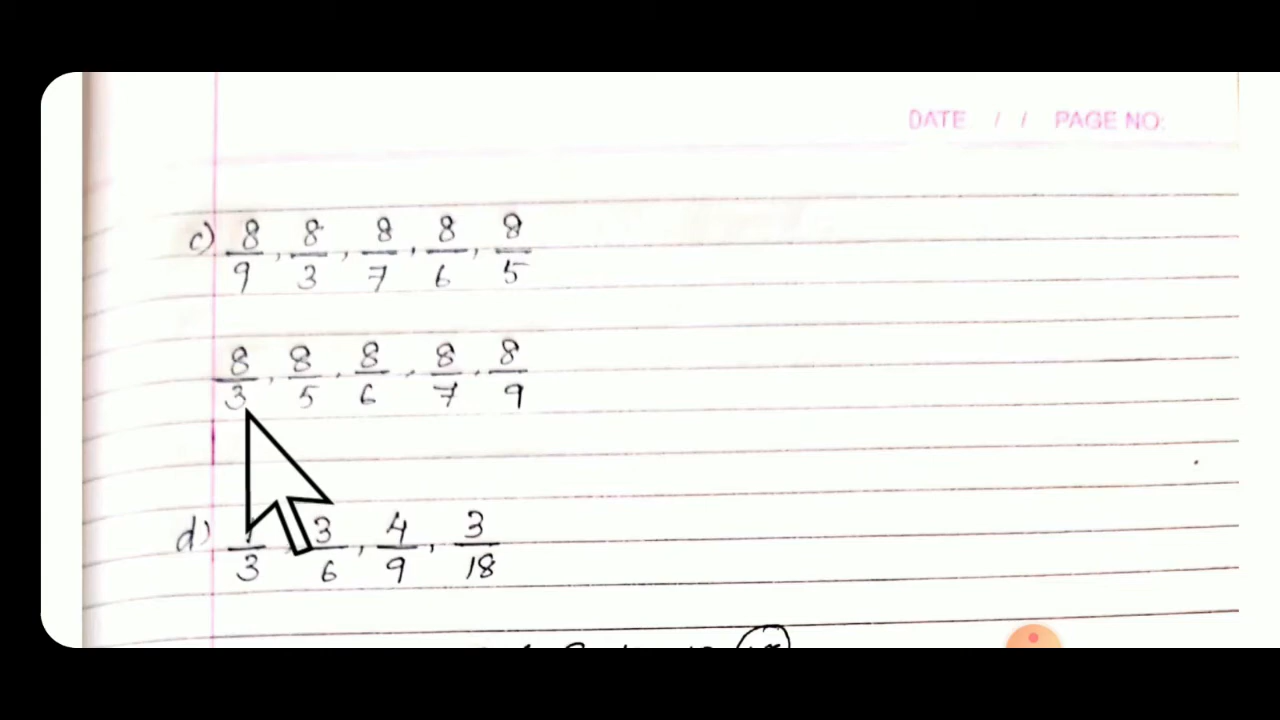 DATE / / PAGE NO:
c) 8/9, 8/3, 8/7, 8/6, 8/5
8/3, 8/5, 8/6, 8/7, 8/9
d) /3, 3/6, 4/9, 3/18